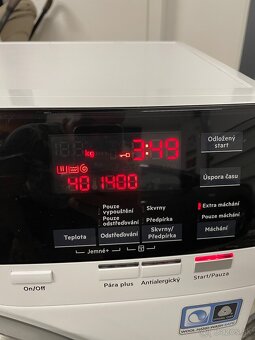 kg
3:49
Odložený
start
40 1400
Úspora času
Pouze
vypouštění
Skvrny
Extra máchání
Pouze
odstřeďování
Předpírka
Pouze máchání
Teplota
Odstřeďování
Skvrny/
Předpírka
Máchání
Jemné+
On/Off
Pára plus
Antialergický
Start/Pauza